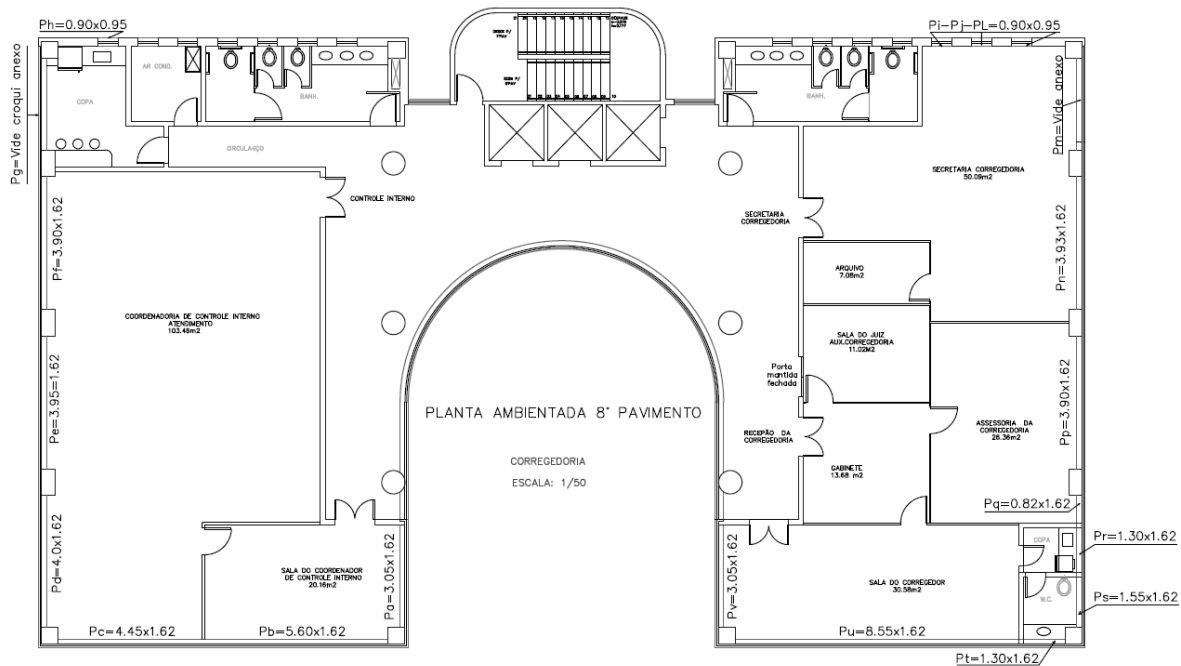 Ph=0.90x0.95
Pi-Pj-PL=0.90x0.95
Pg=Vide croqui anexo
AR COND.
COPA
BANH.
BANH.
Pm=Vide anexo
CIRCULAÇO
CONTROLE INTERNO
SECRETARIA
CORREGEDORIA
SECRETARIA CORREGEDORIA
50.09m2
Pf=3.90x1.62
Pn=3.93x1.62
ARQUIVO
7.08m2
COORDENADORIA DE CONTROLE INTERNO
ATENDIMENTO
103.45m2
SALA DO JUIZ
AUX.CORREGEDORIA
11.02M2
Porta
mantida
fechada
Pe=3.95=1.62
Pp=3.90x1.62
PLANTA AMBIENTADA 8° PAVIMENTO
CORREGEDORIA
ESCALA: 1/50
RECEPÃO DA
CORREGEDORIA
ASSESSORIA DA
CORREGEDORIA
26.36m2
GABINETE
13.68 m2
Pq=0.82x1.62
Pd=4.0x1.62
SALA DO COORDENADOR
DE CONTROLE INTERNO
20.16m2
Pa=3.05x1.62
Pv=3.05x1.62
SALA DO CORREGEDOR
30.58m2
COPA
Pr=1.30x1.62
W.C.
Ps=1.55x1.62
Pc=4.45x1.62
Pb=5.60x1.62
Pu=8.55x1.62
Pt=1.30x1.62